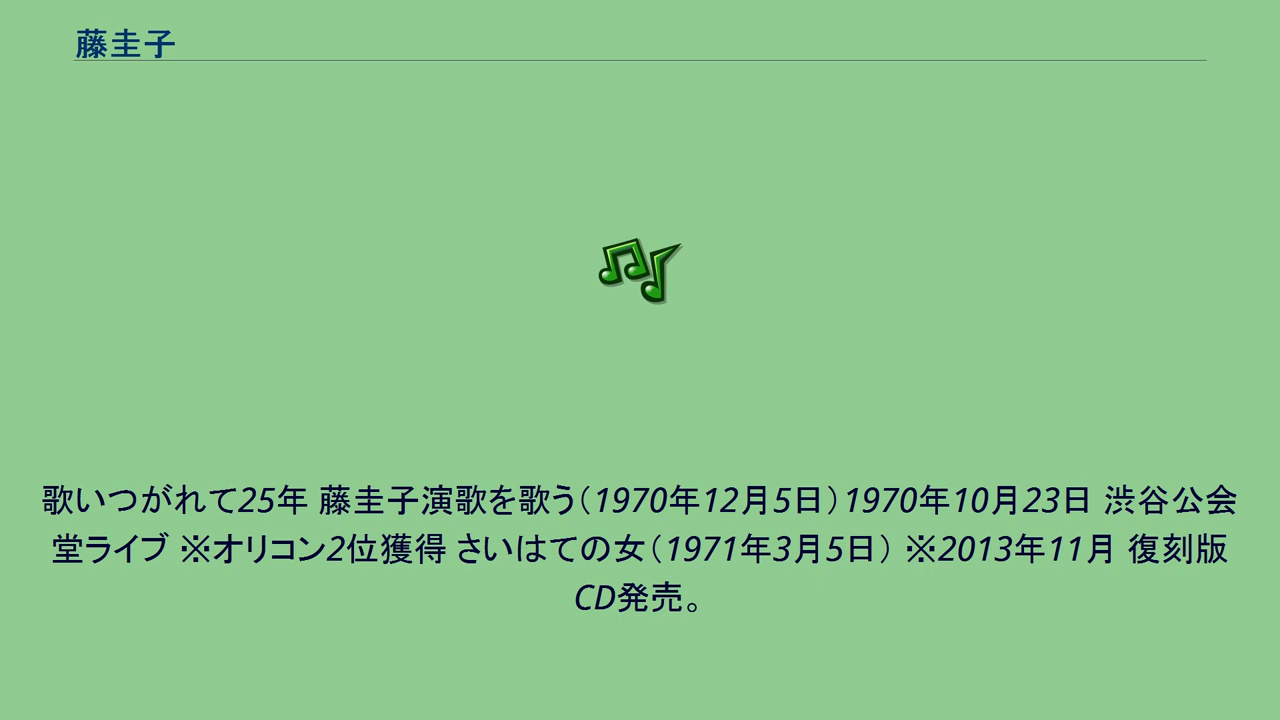 藤圭子
歌いつがれて25年 藤圭子演歌を歌う（1970年12月5日）1970年10月23日 渋谷公会
堂ライブ ※オリコン2位獲得 さいはての女（1971年3月5日） ※2013年11月 復刻版
CD発売。